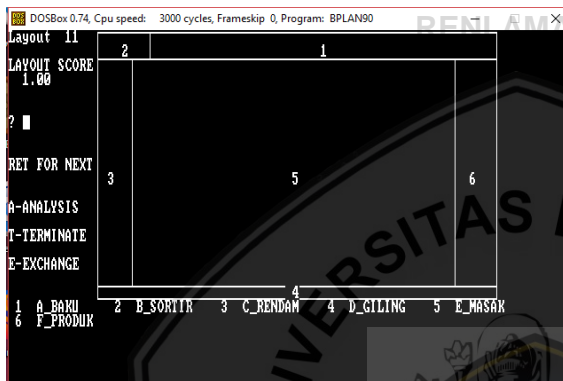 DOSBox 0.74, Cpu speed: 3000 cycles, Frameskip 0, Program: BPLAN90
Layout 11
2 1
LAYOUT SCORE
1.00
?
RET FOR NEXT
3 5 6
A-ANALYSIS
T-TERMINATE
E-EXCHANGE
4
1 A_BAKU 2 B_SORTIR 3 C_RENDAM 4 D_GILING 5 E_MASAK
6 F_PRODUK